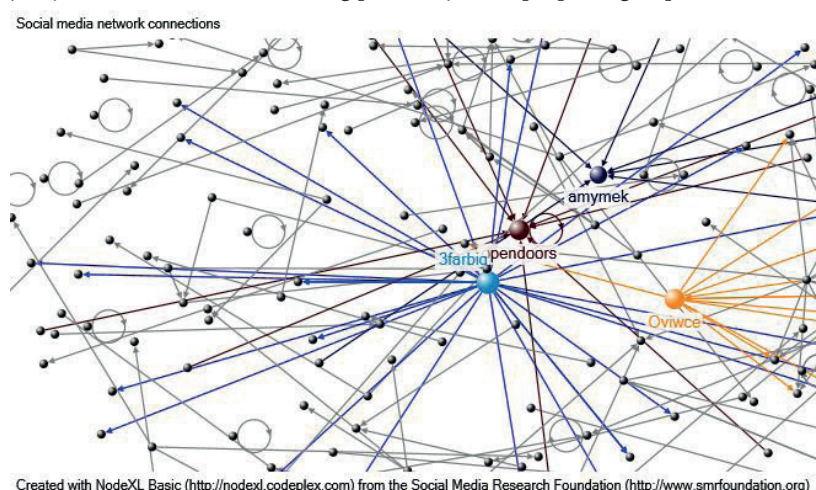 Social media network connections
amymek
3farbig
pendoors
Oviwce
Created with NodeXL Basic (http://nodexl.codeplex.com) from the Social Media Research Foundation (http://www.smrfoundation.org)